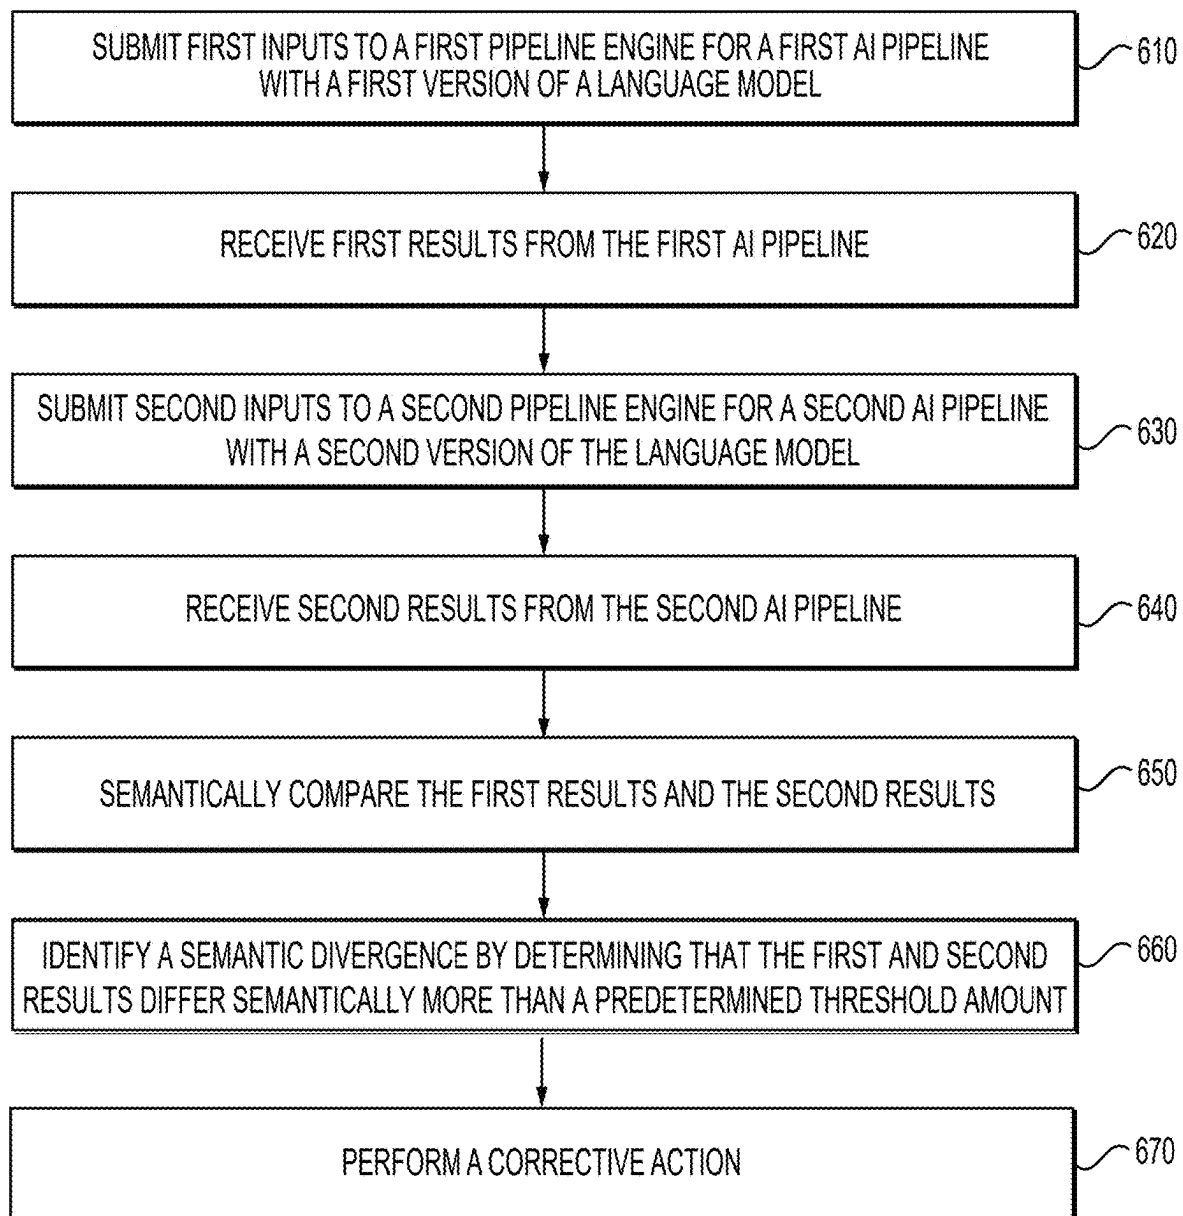 SUBMIT FIRST INPUTS TO A FIRST PIPELINE ENGINE FOR A FIRST AI PIPELINE
WITH A FIRST VERSION OF A LANGUAGE MODEL
610
RECEIVE FIRST RESULTS FROM THE FIRST AI PIPELINE
620
SUBMIT SECOND INPUTS TO A SECOND PIPELINE ENGINE FOR A SECOND AI PIPELINE
WITH A SECOND VERSION OF THE LANGUAGE MODEL
630
RECEIVE SECOND RESULTS FROM THE SECOND AI PIPELINE
640
SEMANTICALLY COMPARE THE FIRST RESULTS AND THE SECOND RESULTS
650
IDENTIFY A SEMANTIC DIVERGENCE BY DETERMINING THAT THE FIRST AND SECOND
RESULTS DIFFER SEMANTICALLY MORE THAN A PREDETERMINED THRESHOLD AMOUNT
660
PERFORM A CORRECTIVE ACTION
670